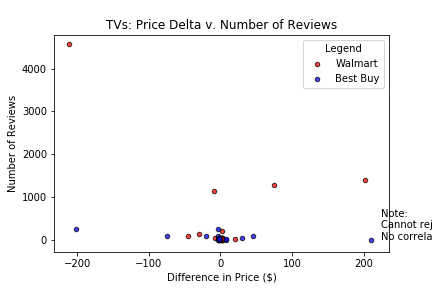 TVs: Price Delta v. Number of Reviews
Legend
Walmart
Best Buy
Number of Reviews
4000
3000
2000
1000
0
Note:
Cannot rej
No correla
−200
−100
0
100
200
Difference in Price ($)